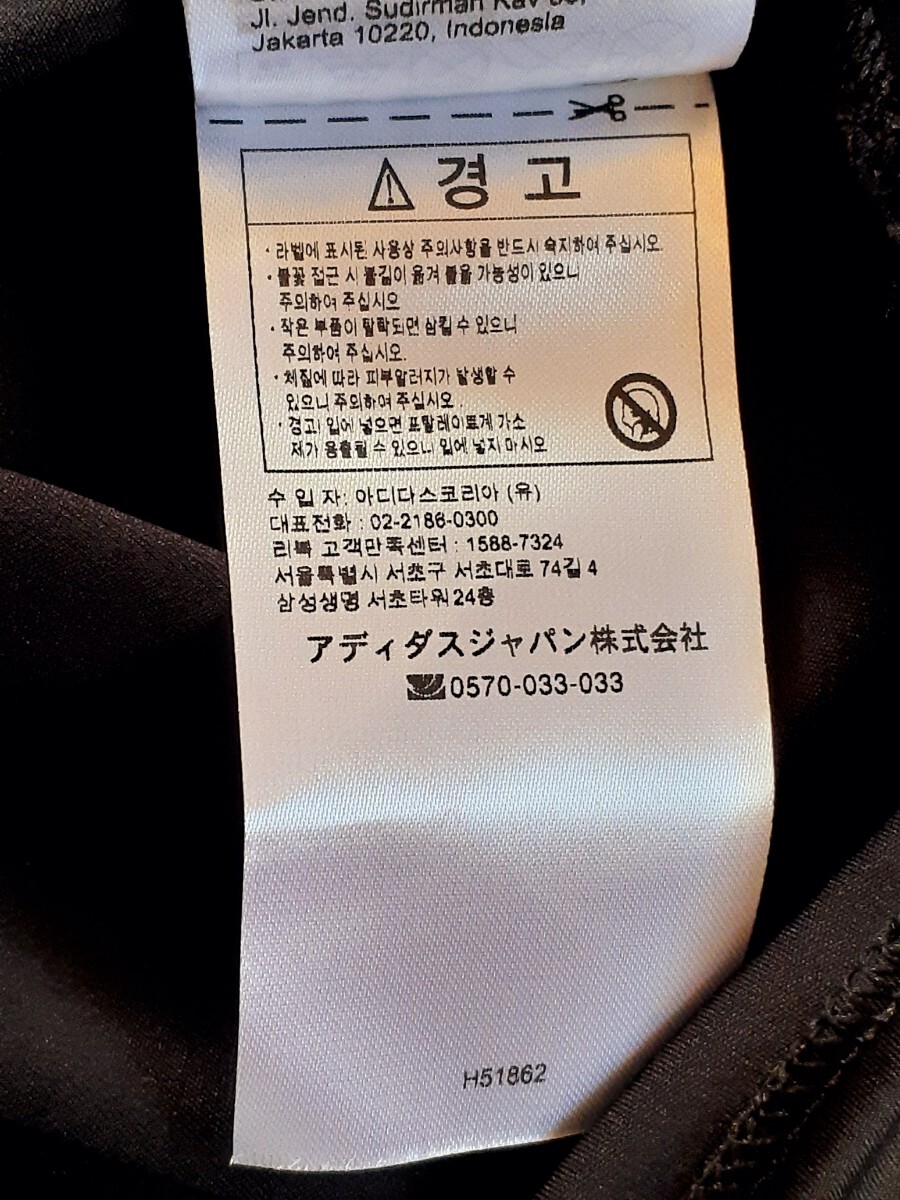 Jl. Jend. Sudirman Kav
Jakarta 10220, Indonesia
경 고
· 라벨에 표시된 사용상 주의사항을 반드시 숙지하여 주십시오.
· 불꽃 접근 시 불길이 옮겨 붙을 가능성이 있으니
주의하여 주십시오
· 작은 부품이 탈락되면 삼킬 수 있으니
주의하여 주십시오.
· 체질에 따라 피부알러지가 발생할 수
있으니 주의하여 주십시오 .
· 경고! 입에 넣으면 프탈레이트계 가소
제가 용출될 수 있으니 입에 넣지 마시오
수 입 자: 아디다스코리아 (유)
대표전화 : 02-2186-0300
리복 고객만족센터 : 1588-7324
서울특별시 서초구 서초대로 74길 4
삼성생명 서초타워 24층
アディダスジャパン株式会社
0570-033-033
H51862